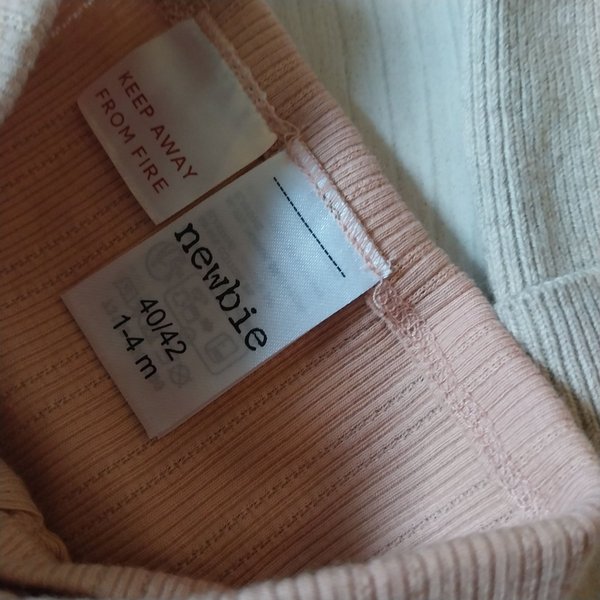 KEEP AWAY
FROM FIRE
newbie
40/42
1-4 m